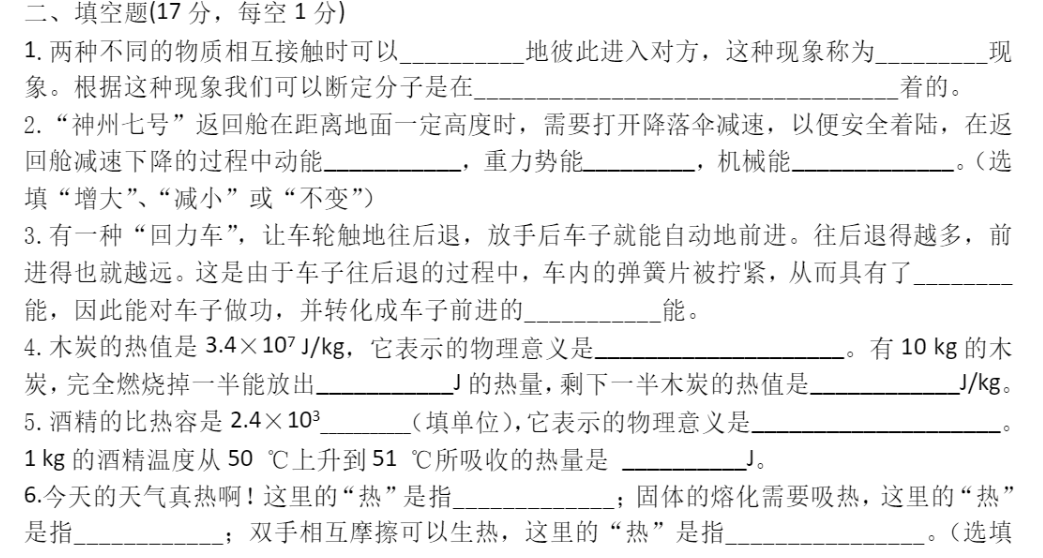 二、填空题(17 分，每空 1 分)
1. 两种不同的物质相互接触时可以__________地彼此进入对方，这种现象称为_________现
象。根据这种现象我们可以断定分子是在__________________________________着的。
2.“神州七号”返回舱在距离地面一定高度时，需要打开降落伞减速，以便安全着陆，在返
回舱减速下降的过程中动能___________，重力势能_________，机械能_____________。（选
填“增大”、“减小”或“不变”）
3. 有一种“回力车”，让车轮触地往后退，放手后车子就能自动地前进。往后退得越多，前
进得也就越远。这是由于车子往后退的过程中，车内的弹簧片被拧紧，从而具有了________
能，因此能对车子做功，并转化成车子前进的___________能。
4. 木炭的热值是 3.4×10⁷ J/kg，它表示的物理意义是____________________。有 10 kg 的木
炭，完全燃烧掉一半能放出___________J 的热量，剩下一半木炭的热值是____________J/kg。
5. 酒精的比热容是 2.4×10³________（填单位），它表示的物理意义是____________________。
1 kg 的酒精温度从 50 ℃上升到 51 ℃所吸收的热量是 __________J。
6.今天的天气真热啊！这里的“热”是指_____________；固体的熔化需要吸热，这里的“热”
是指____________；双手相互摩擦可以生热，这里的“热”是指________________。（选填